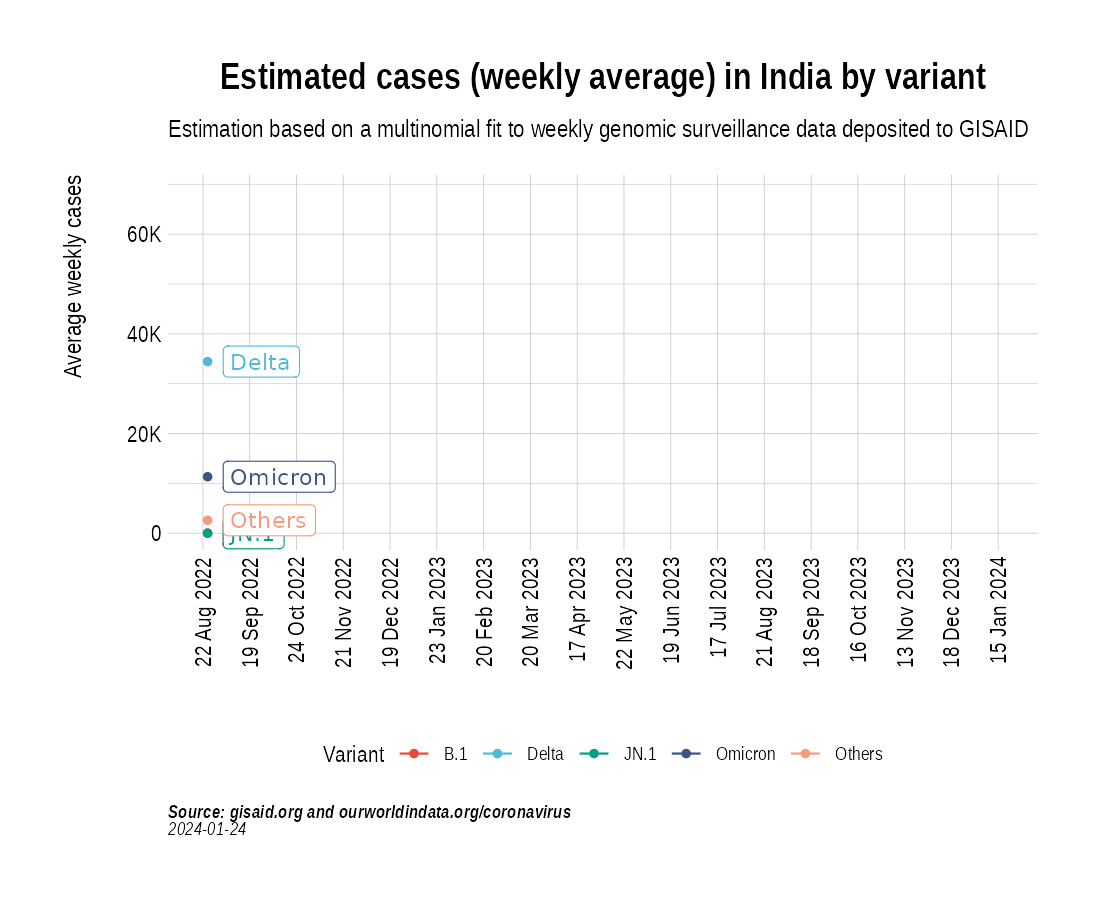 Estimated cases (weekly average) in India by variant
Estimation based on a multinomial fit to weekly genomic surveillance data deposited to GISAID
Average weekly cases
60K
40K
20K
0
Delta
Omicron
Others
JN.1
22 Aug 2022
19 Sep 2022
24 Oct 2022
21 Nov 2022
19 Dec 2022
23 Jan 2023
20 Feb 2023
20 Mar 2023
17 Apr 2023
22 May 2023
19 Jun 2023
17 Jul 2023
21 Aug 2023
18 Sep 2023
16 Oct 2023
13 Nov 2023
18 Dec 2023
15 Jan 2024
Variant B.1 Delta JN.1 Omicron Others
Source: gisaid.org and ourworldindata.org/coronavirus
2024-01-24